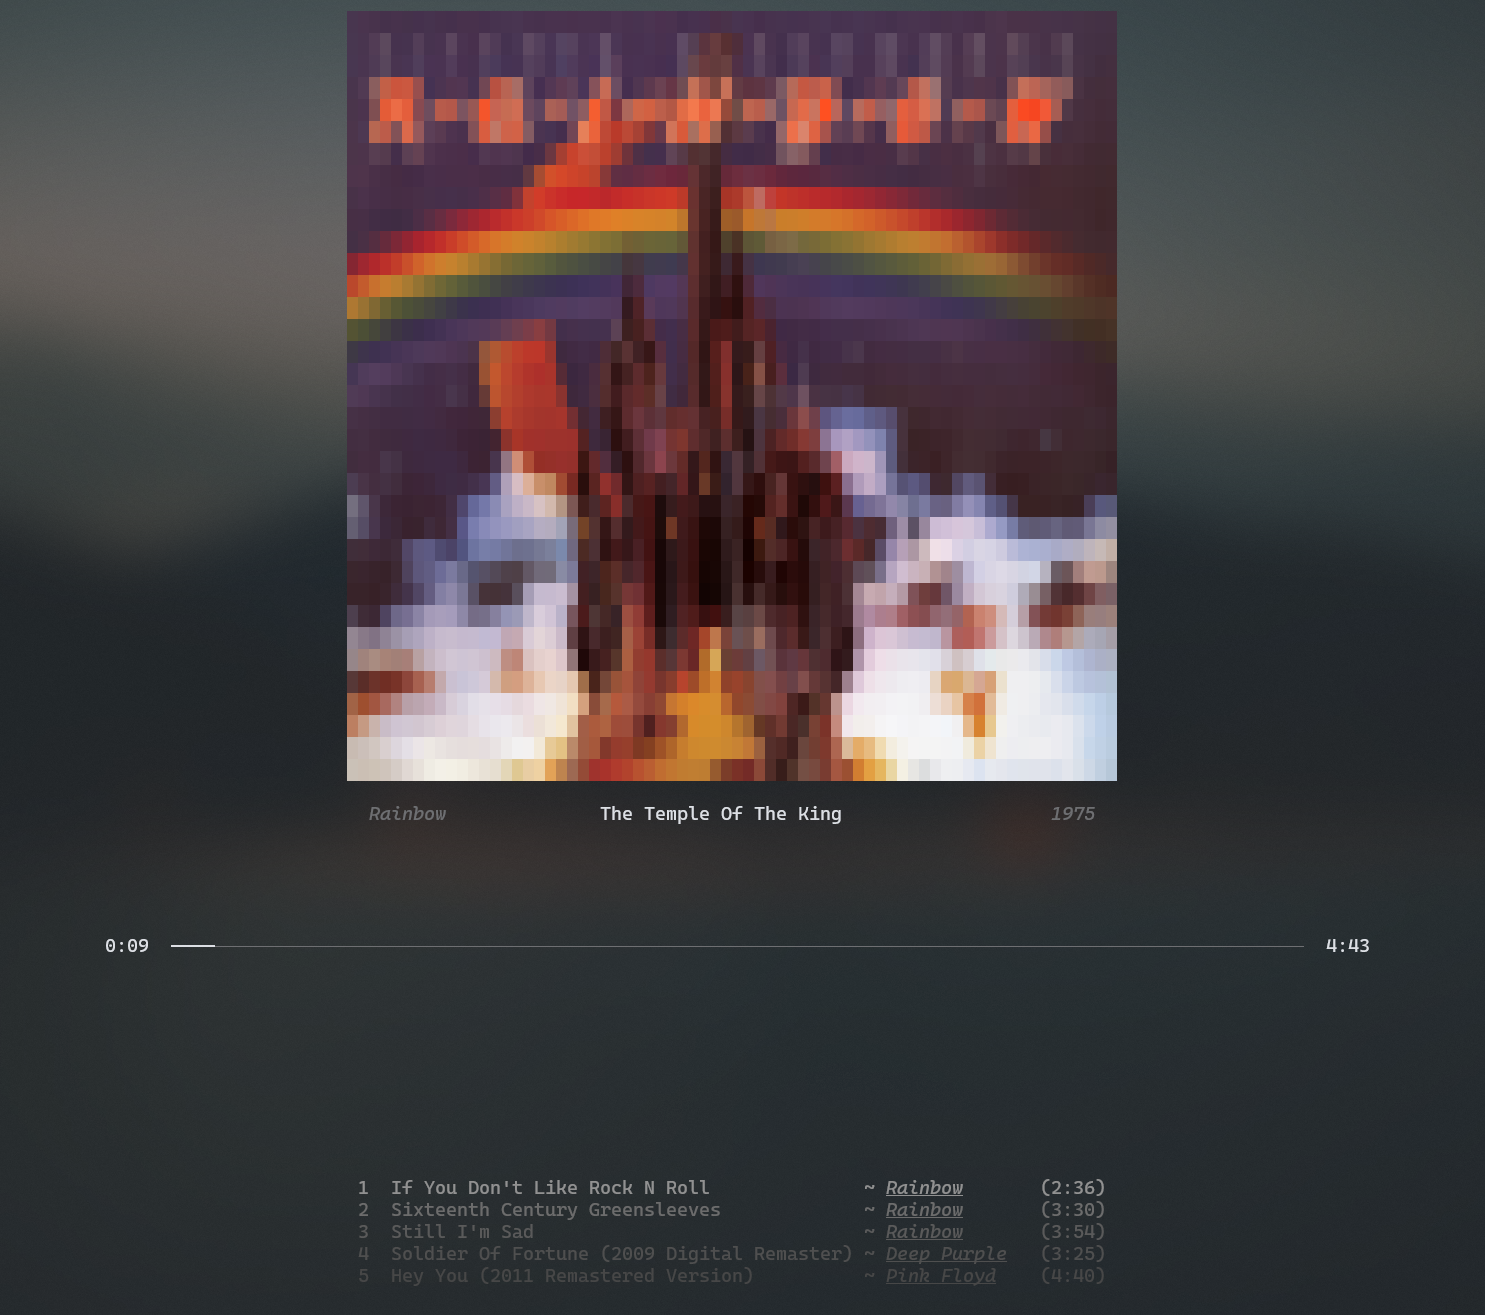 Rainbow The Temple Of The King 1975
0:09 4:43
1 If You Don't Like Rock N Roll ~ Rainbow (2:36)
2 Sixteenth Century Greensleeves ~ Rainbow (3:30)
3 Still I'm Sad ~ Rainbow (3:54)
4 Soldier Of Fortune (2009 Digital Remaster) ~ Deep Purple (3:25)
5 Hey You (2011 Remastered Version) ~ Pink Floyd (4:40)